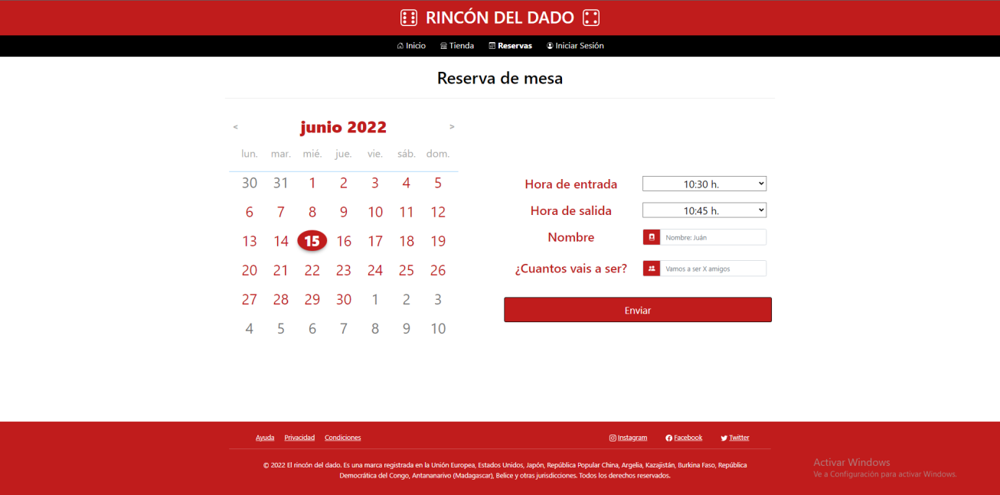 RINCÓN DEL DADO
Inicio Tienda Reservas Iniciar Sesión
Reserva de mesa
< junio 2022 >
lun. mar. mié. jue. vie. sáb. dom.
30 31 1 2 3 4 5
6 7 8 9 10 11 12
13 14 15 16 17 18 19
20 21 22 23 24 25 26
27 28 29 30 1 2 3
4 5 6 7 8 9 10
Hora de entrada 10:30 h.
Hora de salida 10:45 h.
Nombre Nombre: Juán
¿Cuantos vais a ser? Vamos a ser X amigos
Enviar
Ayuda Privacidad Condiciones Instagram Facebook Twitter
© 2022 El rincón del dado. Es una marca registrada en la Unión Europea, Estados Unidos, Japón, República Popular China, Argelia, Kazajistán, Burkina Faso, República
Democrática del Congo, Antananarivo (Madagascar), Belice y otras jurisdicciones. Todos los derechos reservados.
Activar Windows
Ve a Configuración para activar Windows.